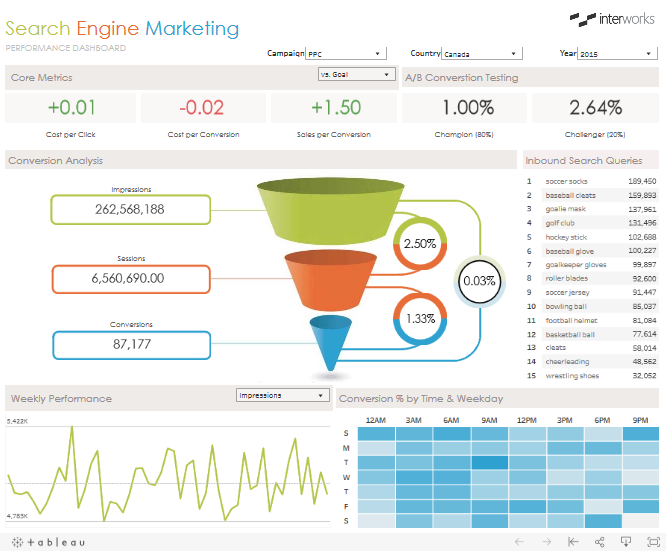 Search Engine Marketing
interworks
PERFORMANCE DASHBOARD
Campaign PPC
Country Canada
Year 2015
Core Metrics
vs. Goal
A/B Converstion Testing
+0.01
-0.02
+1.50
1.00%
2.64%
Cost per Click
Cost per Conversion
Sales per Conversion
Champion (80%)
Challenger (20%)
Conversion Analysis
Impressions
262,568,188
Sessions
6,560,690.00
Conversions
87,177
2.50%
1.33%
0.03%
Inbound Search Queries
1 soccer socks 189,450
2 baseball cleats 159,893
3 goalie mask 137,961
4 golf club 131,496
5 hockey stick 102,688
6 baseball glove 100,227
7 goalkeeper gloves 99,897
8 roller blades 92,600
9 soccer jersey 91,447
10 bowling ball 85,037
11 football helmet 81,084
12 basketball ball 77,614
13 cleats 58,014
14 cheerleading 48,562
15 wrestling shoes 32,052
Weekly Performance
Impressions
5,422K
4,783K
Conversion % by Time & Weekday
12AM 3AM 6AM 9AM 12PM 3PM 6PM 9PM
S
M
T
W
T
F
S
+ableau